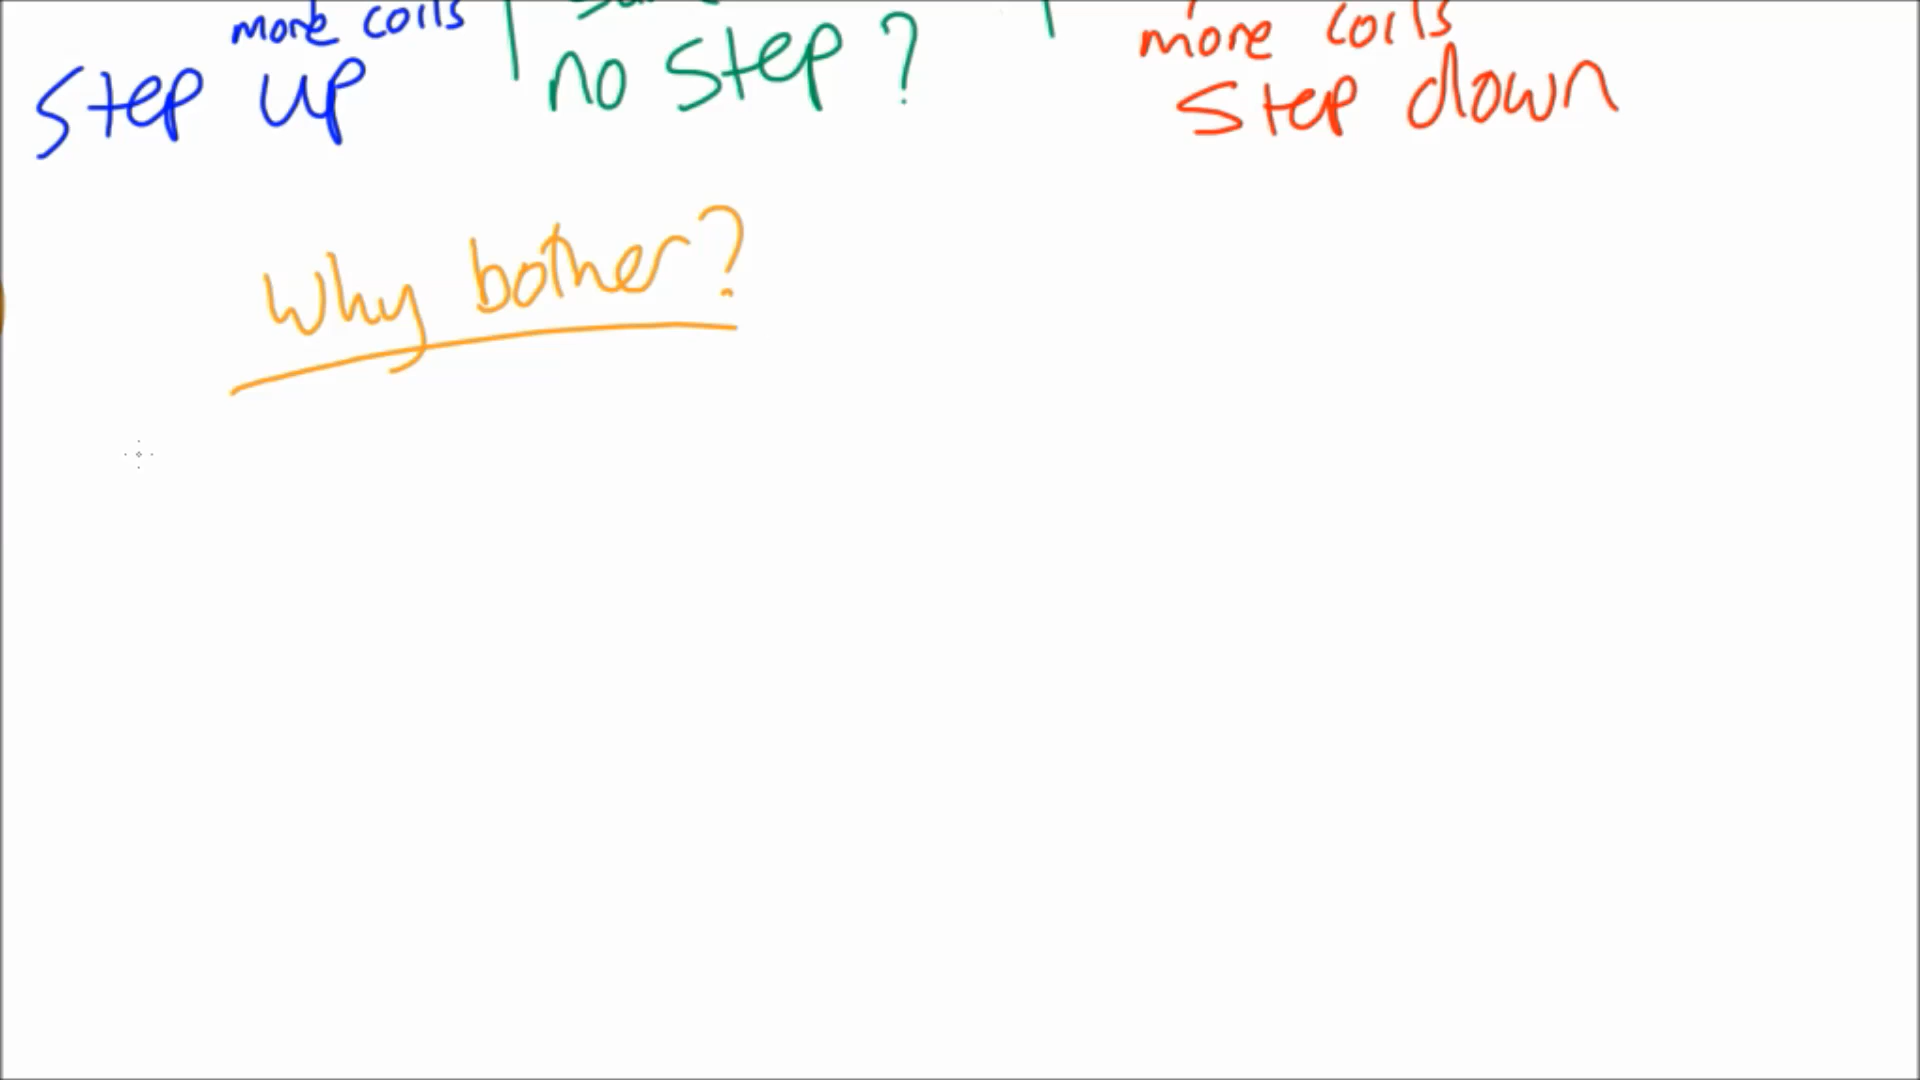 more coils
step up
no step?
more coils
step down
Why bother?